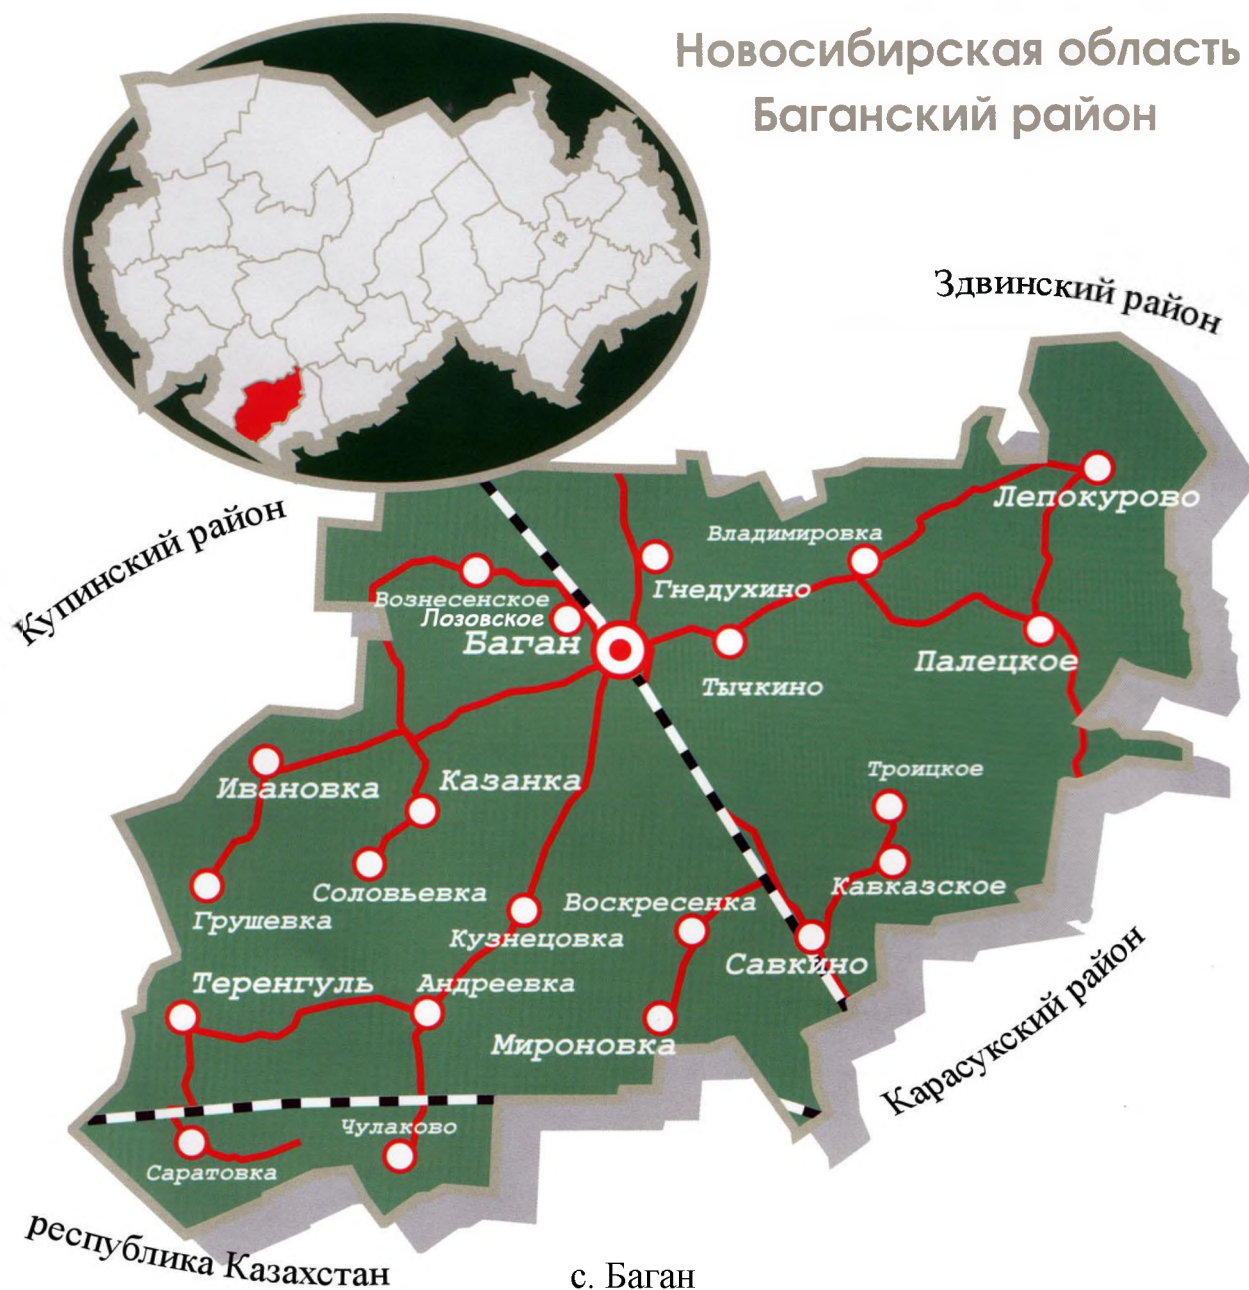 Новосибирская область
Баганский район
Здвинский район
Купинский район
Лепокурово
Владимировка
Гнедухино
Вознесенское
Лозовское
Баган
Палецкое
Тычкино
Троицкое
Казанка
Ивановка
Кавказское
Соловьевка
Воскресенка
Грушевка
Кузнецовка
Савкино
Теренгуль
Андреевка
Мироновка
Карасукский район
Чулаково
Саратовка
республика Казахстан
с. Баган